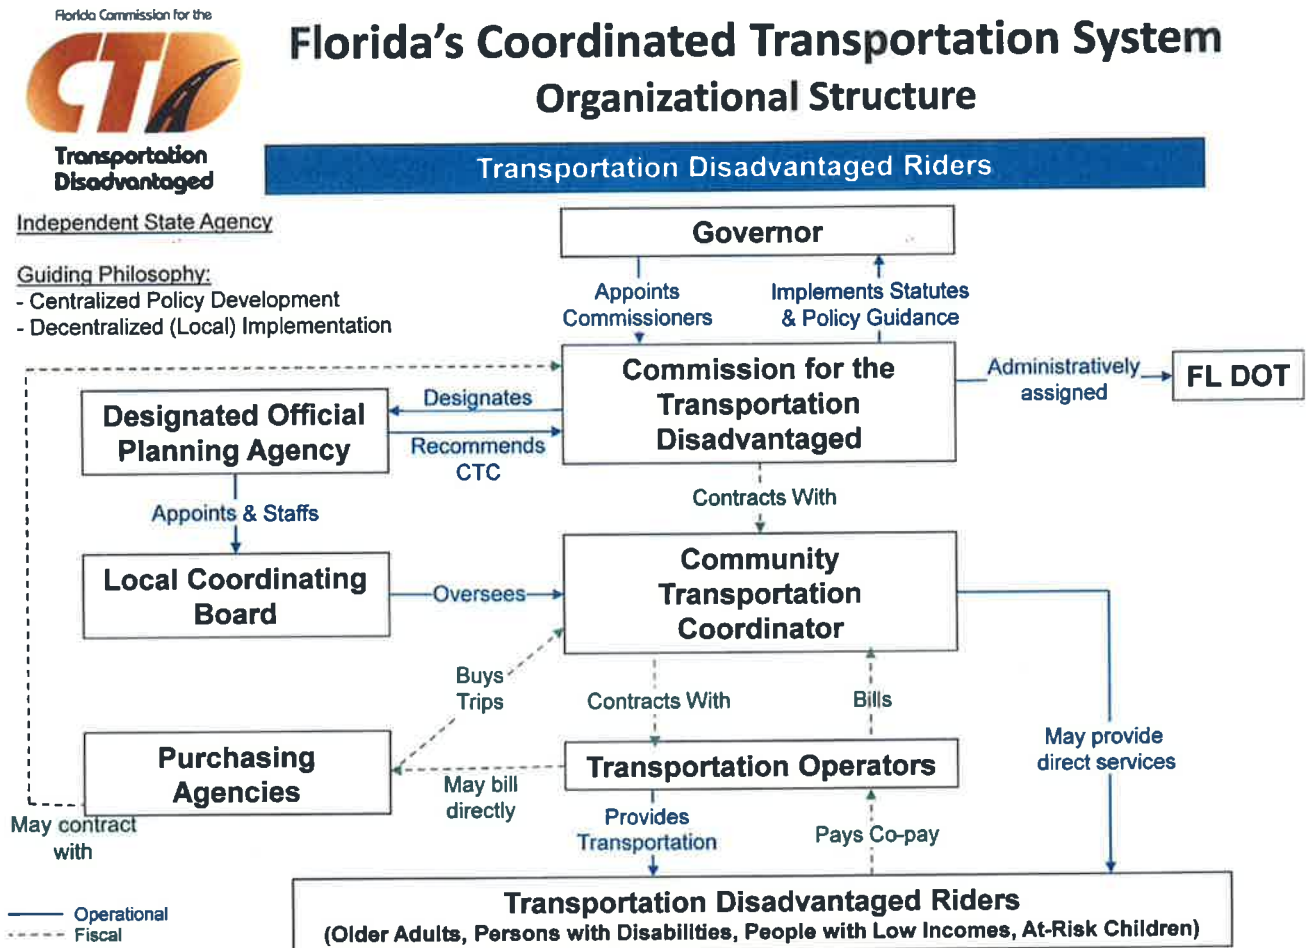 Florida Commission for the
CTD
Transportation
Disadvantaged
Florida's Coordinated Transportation System
Organizational Structure
Transportation Disadvantaged Riders
Independent State Agency
Guiding Philosophy:
- Centralized Policy Development
- Decentralized (Local) Implementation
Governor
Appoints
Commissioners
Implements Statutes
& Policy Guidance
Commission for the
Transportation
Disadvantaged
Administratively
assigned
FL DOT
Designated Official
Planning Agency
Designates
Recommends
CTC
Contracts With
Appoints & Staffs
Local Coordinating
Board
Oversees
Community
Transportation
Coordinator
Buys
Trips
Contracts With
Bills
May provide
direct services
Purchasing
Agencies
May bill
directly
Transportation Operators
May contract
with
Provides
Transportation
Pays Co-pay
Transportation Disadvantaged Riders
(Older Adults, Persons with Disabilities, People with Low Incomes, At-Risk Children)
Operational
Fiscal